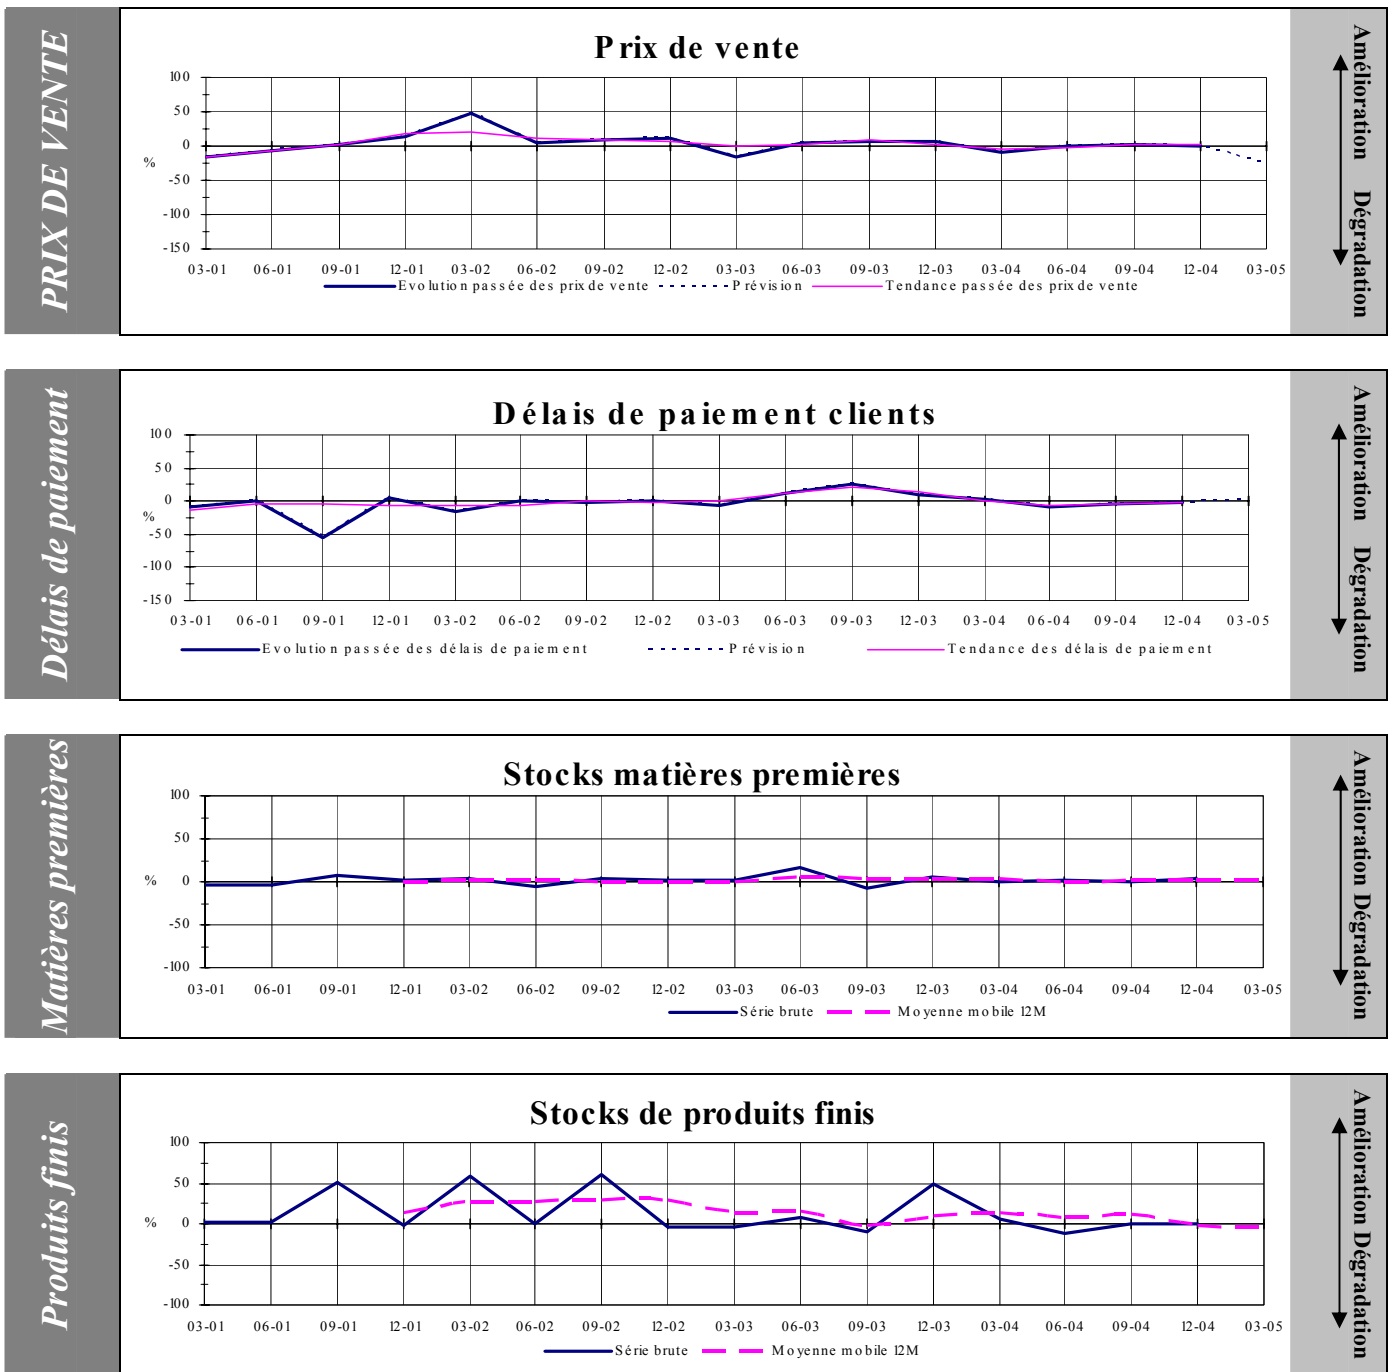 PRIX DE VENTE
Prix de vente
100
50
0
%
-50
-100
-150
03-01 06-01 09-01 12-01 03-02 06-02 09-02 12-02 03-03 06-03 09-03 12-03 03-04 06-04 09-04 12-04 03-05
Evolution passée des prix de vente Prévision Tendance passée des prix de vente
Amélioration Dégradation
Délais de paiement
Délais de paiement clients
100
50
0
%
-50
-100
-150
03-01 06-01 09-01 12-01 03-02 06-02 09-02 12-02 03-03 06-03 09-03 12-03 03-04 06-04 09-04 12-04 03-05
Evolution passée des délais de paiement Prévision Tendance des délais de paiement
Amélioration Dégradation
Matières premières
Stocks matières premières
100
50
% 0
-50
-100
03-01 06-01 09-01 12-01 03-02 06-02 09-02 12-02 03-03 06-03 09-03 12-03 03-04 06-04 09-04 12-04 03-05
Série brute Moyenne mobile 12M
Amélioration Dégradation
Produits finis
Stocks de produits finis
100
50
% 0
-50
-100
03-01 06-01 09-01 12-01 03-02 06-02 09-02 12-02 03-03 06-03 09-03 12-03 03-04 06-04 09-04 12-04 03-05
Série brute Moyenne mobile 12M
Amélioration Dégradation